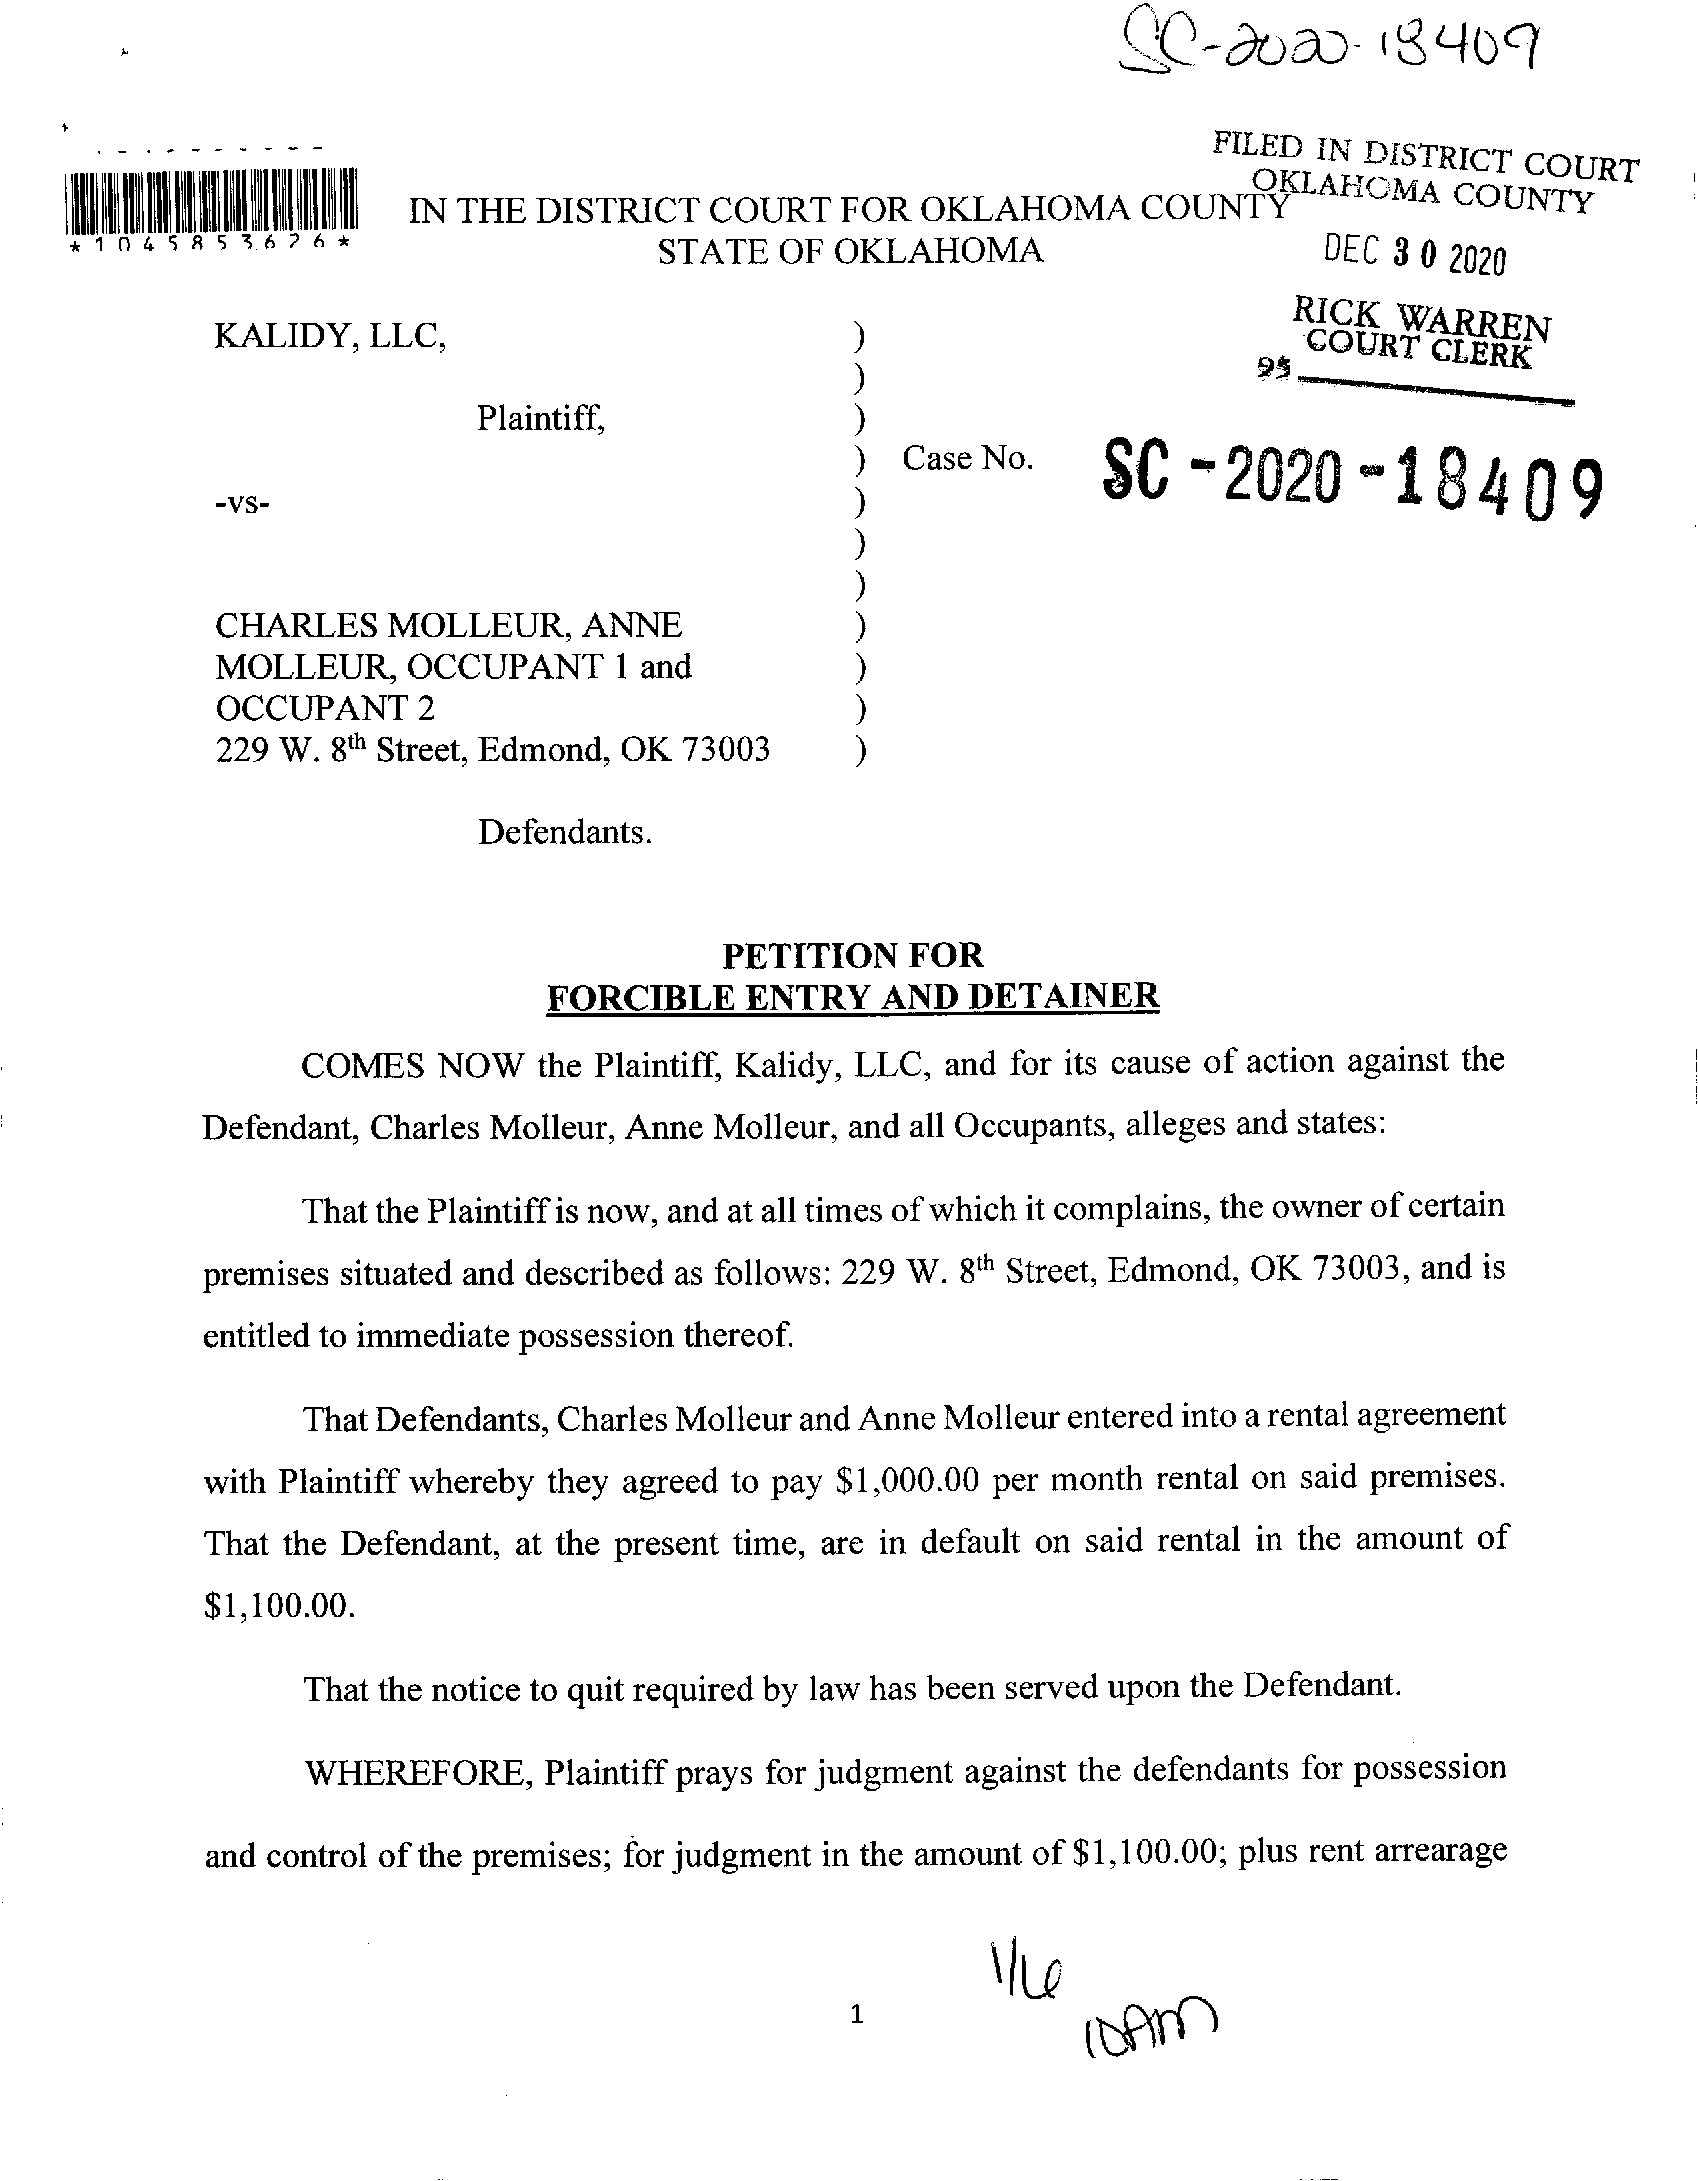 SC-2020-18409
FILED IN DISTRICT COURT
OKLAHOMA COUNTY
*1045853676*
IN THE DISTRICT COURT FOR OKLAHOMA COUNTY
STATE OF OKLAHOMA
DEC 30 2020
RICK WARREN
COURT CLERK
95
KALIDY, LLC, )
)
Plaintiff, )
) Case No. SC-2020-18409
-vs- )
)
)
CHARLES MOLLEUR, ANNE )
MOLLEUR, OCCUPANT 1 and )
OCCUPANT 2 )
229 W. 8th Street, Edmond, OK 73003 )
Defendants.
PETITION FOR
FORCIBLE ENTRY AND DETAINER
COMES NOW the Plaintiff, Kalidy, LLC, and for its cause of action against the
Defendant, Charles Molleur, Anne Molleur, and all Occupants, alleges and states:
That the Plaintiff is now, and at all times of which it complains, the owner of certain
premises situated and described as follows: 229 W. 8th Street, Edmond, OK 73003, and is
entitled to immediate possession thereof.
That Defendants, Charles Molleur and Anne Molleur entered into a rental agreement
with Plaintiff whereby they agreed to pay $1,000.00 per month rental on said premises.
That the Defendant, at the present time, are in default on said rental in the amount of
$1,100.00.
That the notice to quit required by law has been served upon the Defendant.
WHEREFORE, Plaintiff prays for judgment against the defendants for possession
and control of the premises; for judgment in the amount of $1,100.00; plus rent arrearage
1/16
1
10AM